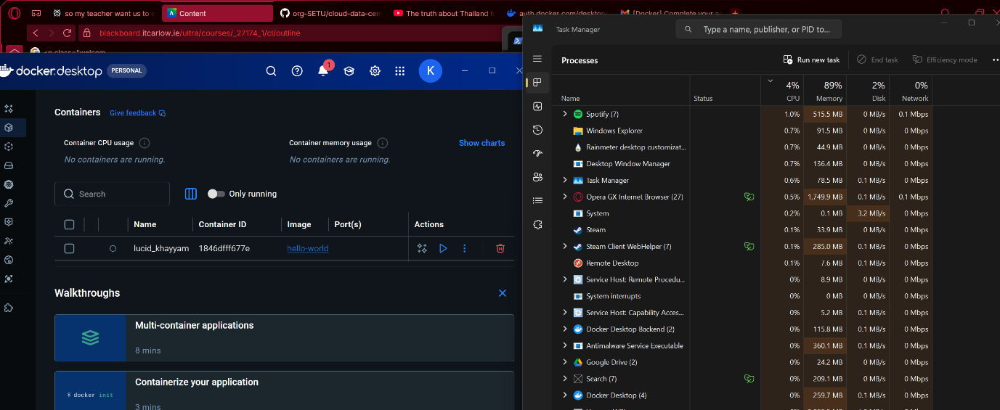 so my teacher want us to
Content
org-SETU/cloud-data-cen
The truth about Thailand
auth.docker.com/desktop
[Docker] Complete your
blackboard.itcarlow.ie/ultra/courses/_27174_1/cl/outline
<p class="welcom
docker.desktop
PERSONAL
1
K
Containers
Give feedback
Container CPU usage
No containers are running.
Container memory usage
No containers are running.
Show charts
Search
Only running
Name
Container ID
Image
Port(s)
Actions
lucid_khayyam
1846dfff677e
hello-world
Walkthroughs
Multi-container applications
8 mins
$ docker init
Containerize your application
3 mins
Task Manager
Type a name, publisher, or PID to...
Processes
Run new task
End task
Efficiency mode
4%
89%
2%
0%
Name
Status
CPU
Memory
Disk
Network
Spotify (7) 1.0% 515.5 MB 0 MB/s 0.1 Mbps
Windows Explorer 0.7% 91.5 MB 0 MB/s 0 Mbps
Rainmeter desktop customizat... 0.7% 44.9 MB 0 MB/s 0 Mbps
Desktop Window Manager 0.7% 136.4 MB 0 MB/s 0 Mbps
Task Manager 0.6% 78.5 MB 0.1 MB/s 0 Mbps
Opera GX Internet Browser (27) 0.5% 1,749.9 MB 0.1 MB/s 0.1 Mbps
System 0.2% 0.1 MB 3.2 MB/s 0 Mbps
Steam 0.1% 33.9 MB 0 MB/s 0 Mbps
Steam Client WebHelper (7) 0.1% 285.0 MB 0 MB/s 0 Mbps
Remote Desktop 0.1% 7.6 MB 0 MB/s 0 Mbps
Service Host: Remote Procedu... 0% 8.9 MB 0 MB/s 0 Mbps
System interrupts 0% 0 MB 0 MB/s 0 Mbps
Service Host: Capability Acces... 0% 5.2 MB 0.1 MB/s 0 Mbps
Docker Desktop Backend (2) 0% 115.8 MB 0.1 MB/s 0 Mbps
Antimalware Service Executable 0% 360.1 MB 0.1 MB/s 0 Mbps
Google Drive (2) 0% 24.2 MB 0 MB/s 0 Mbps
Search (7) 0% 209.1 MB 0 MB/s 0 Mbps
Docker Desktop (4) 0% 259.7 MB 0.1 MB/s 0 Mbps